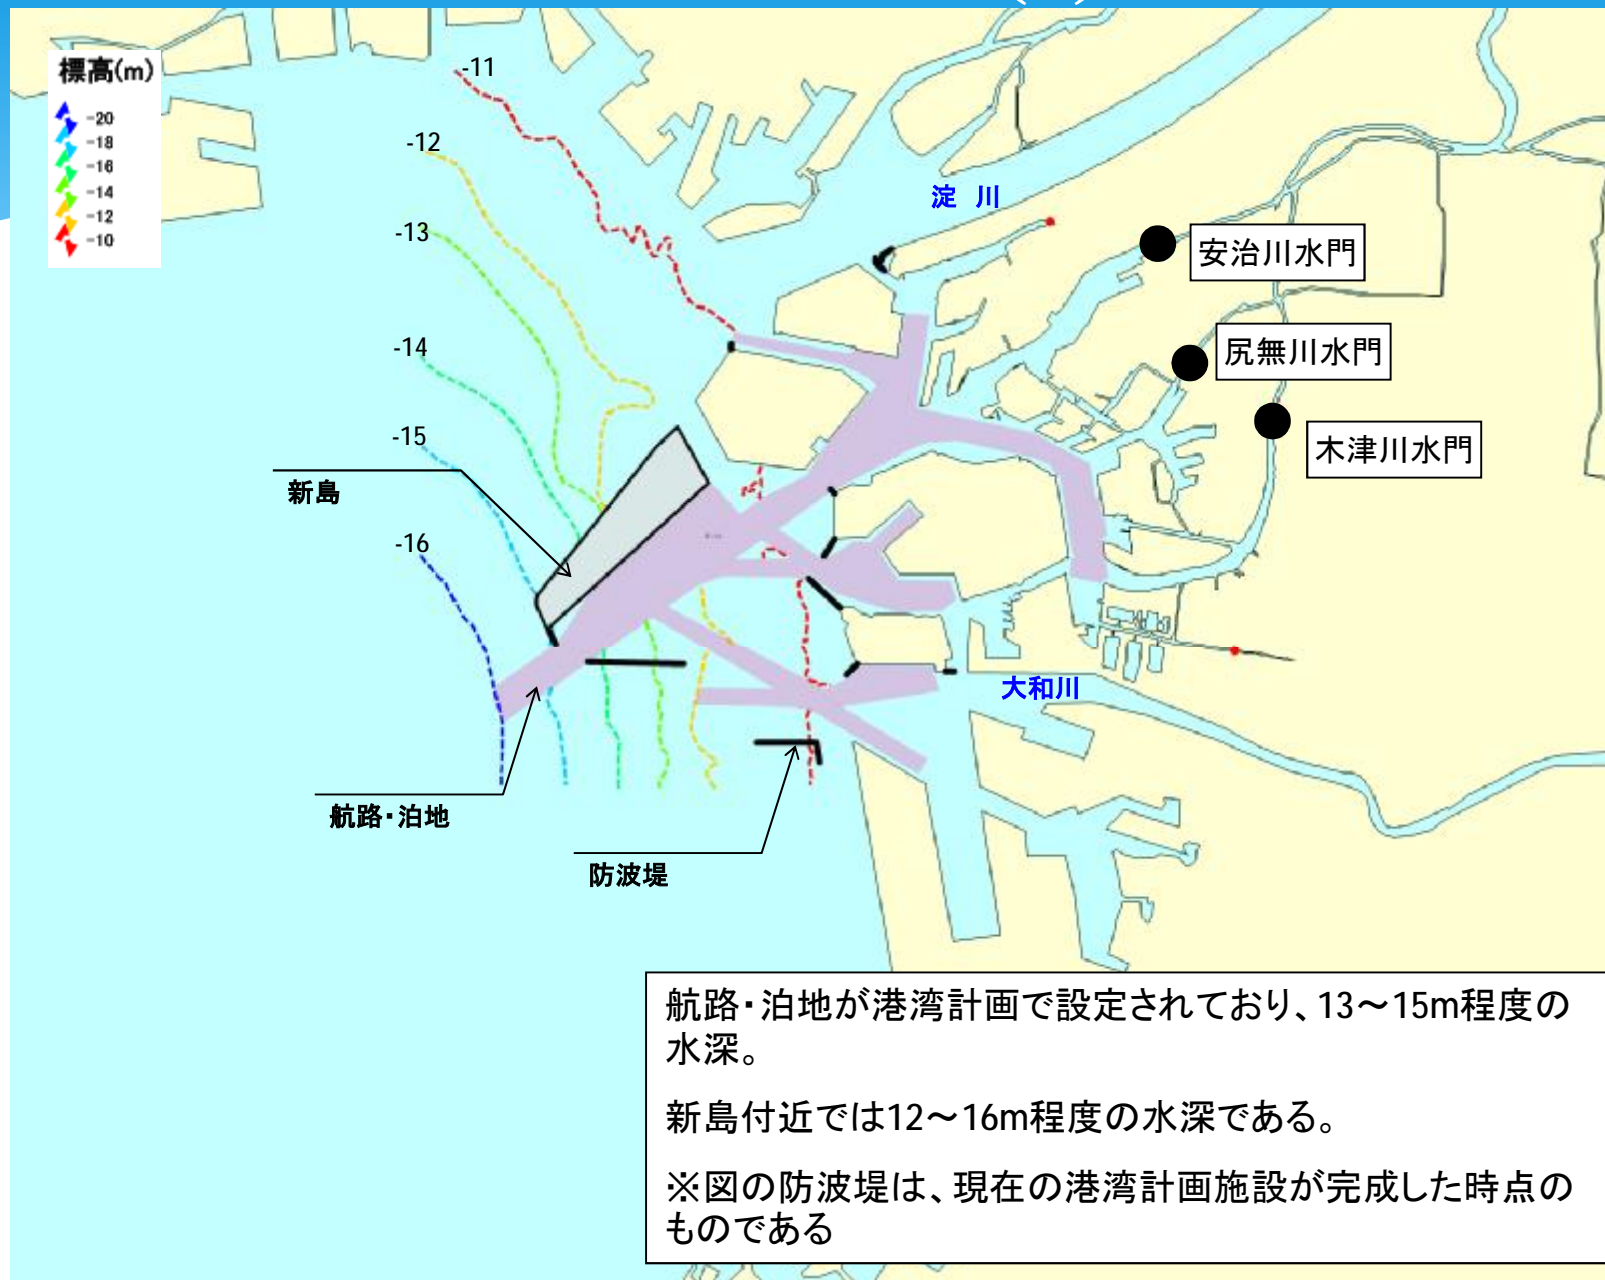 標高(m)
-20
-18
-16
-14
-12
-10
-11
-12
-13
-14
-15
-16
淀 川
安治川水門
尻無川水門
木津川水門
新島
大和川
航路・泊地
防波堤
航路・泊地が港湾計画で設定されており、13～15m程度の
水深。
新島付近では12～16m程度の水深である。
※図の防波堤は、現在の港湾計画施設が完成した時点の
ものである